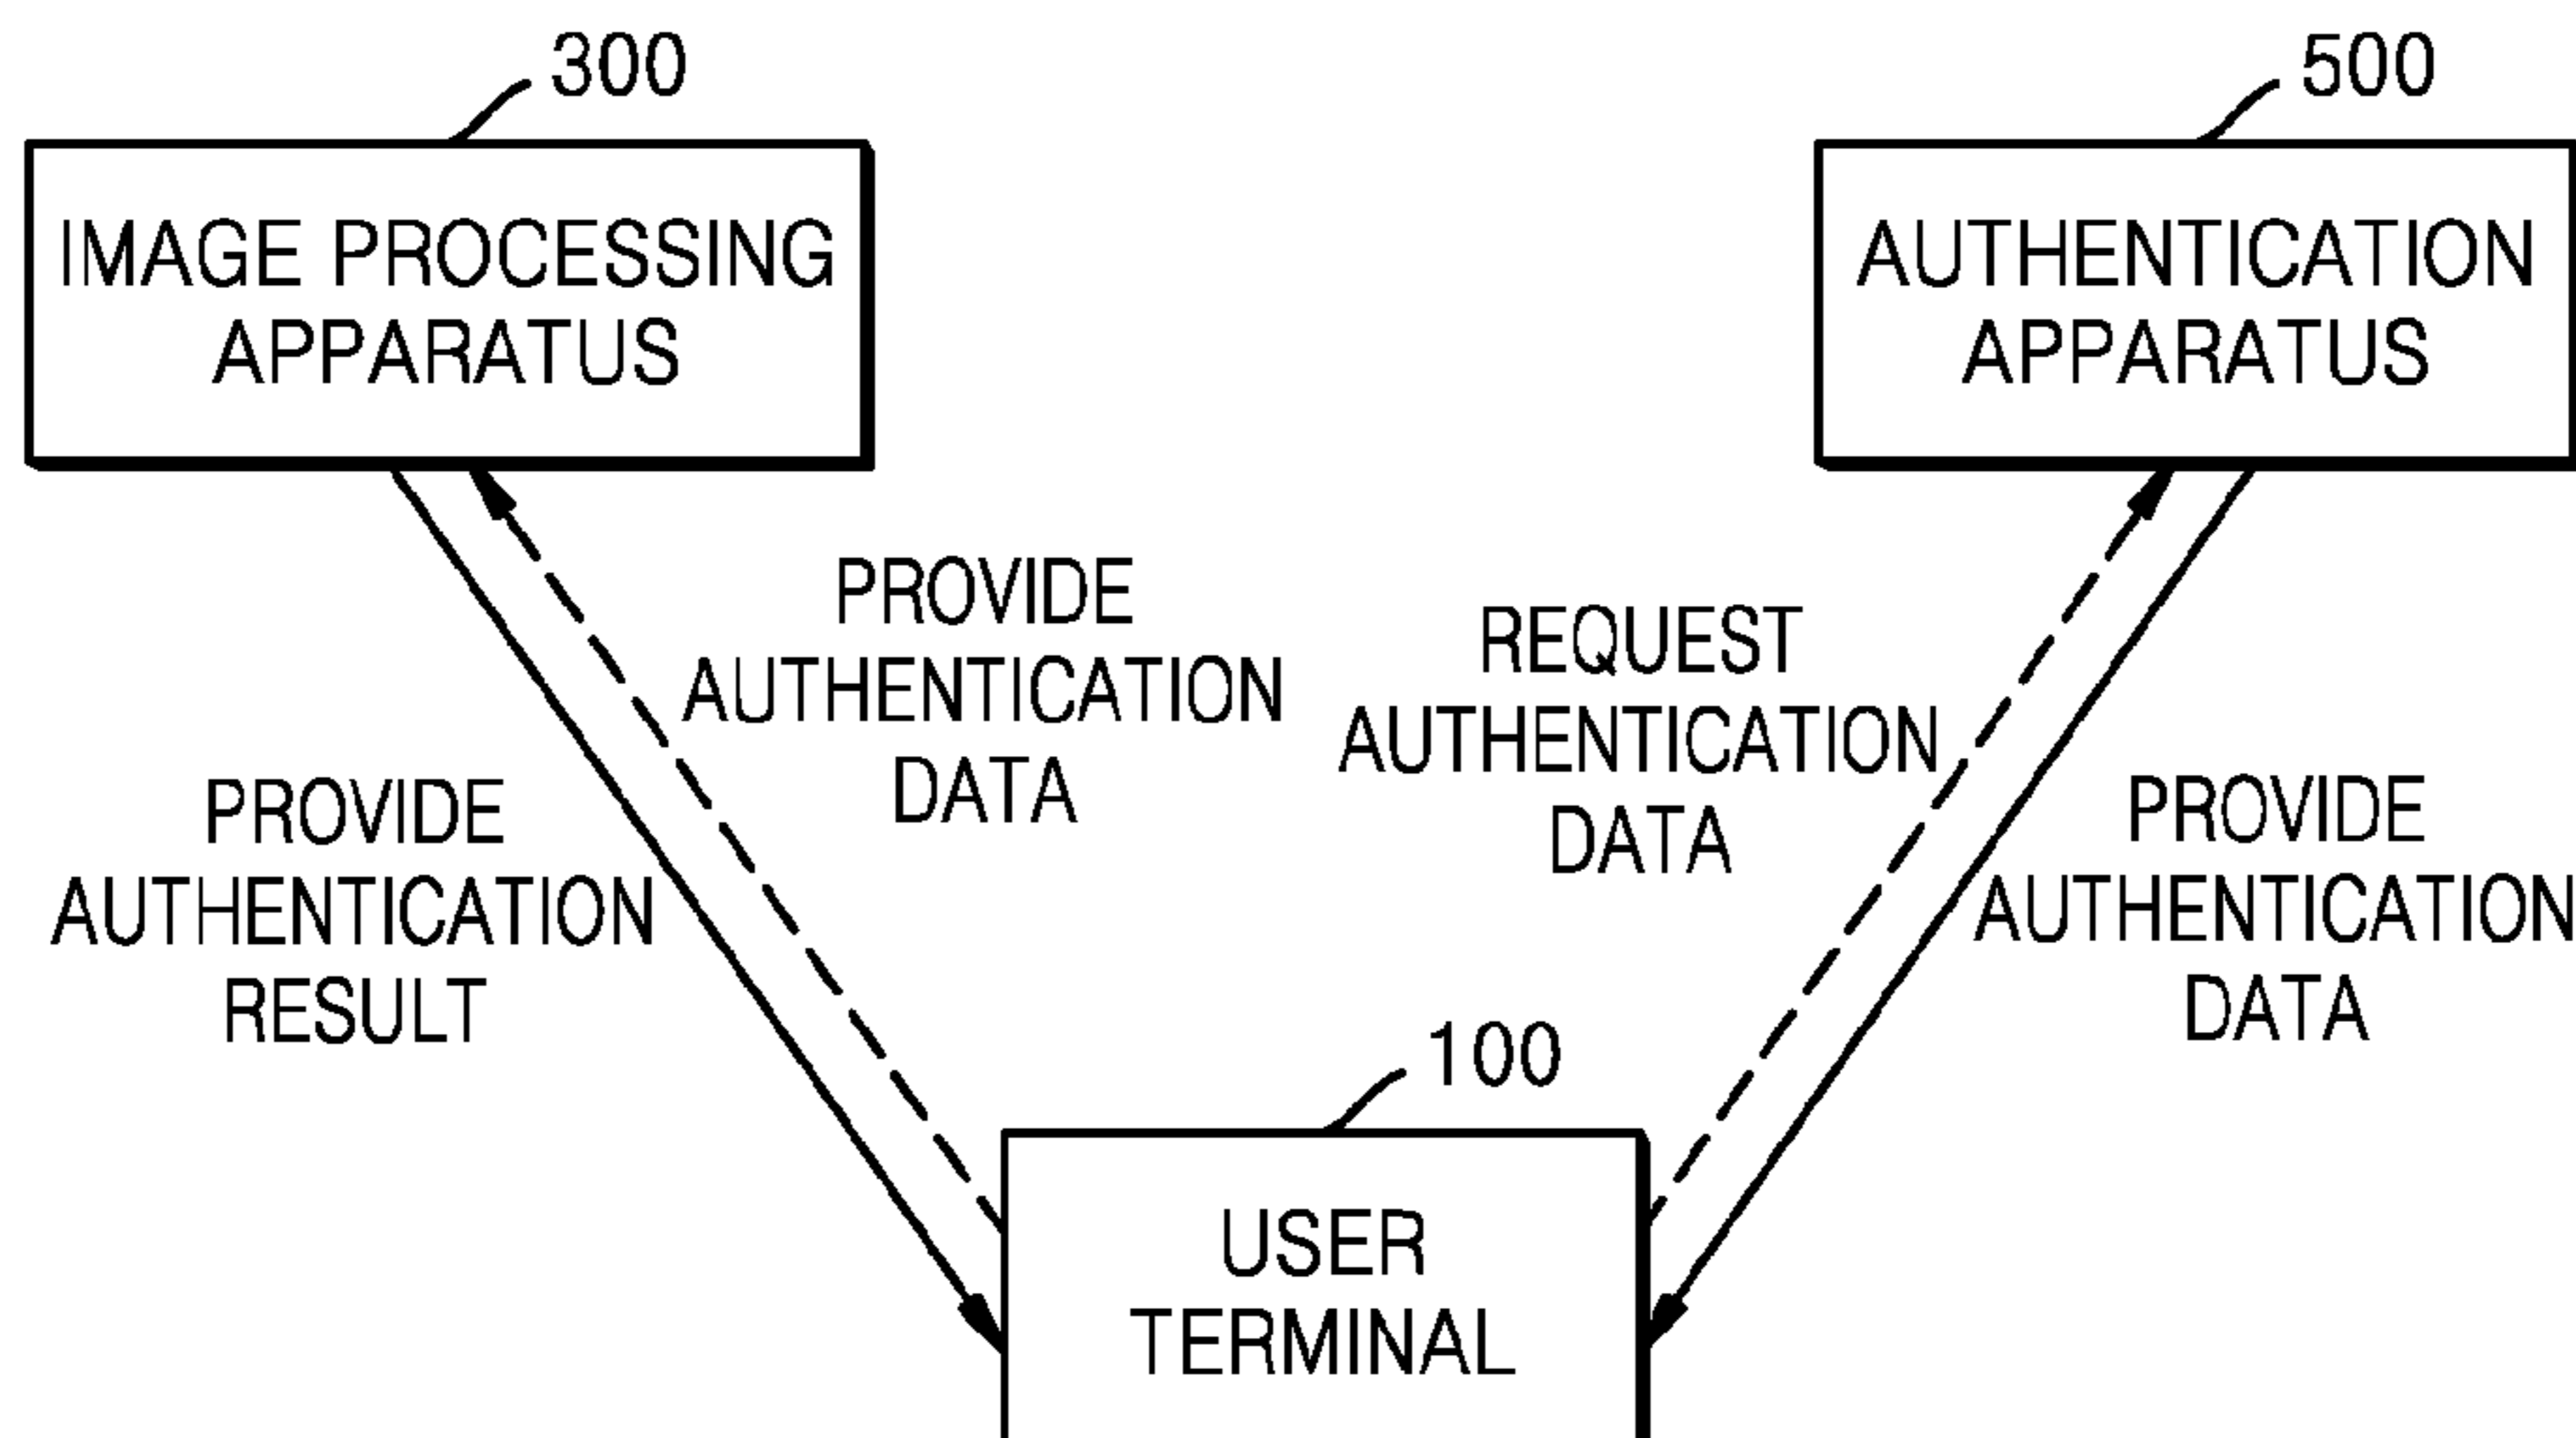 300
500
IMAGE PROCESSING
APPARATUS
AUTHENTICATION
APPARATUS
PROVIDE
AUTHENTICATION
DATA
REQUEST
AUTHENTICATION
DATA
PROVIDE
AUTHENTICATION
RESULT
PROVIDE
AUTHENTICATION
DATA
100
USER
TERMINAL